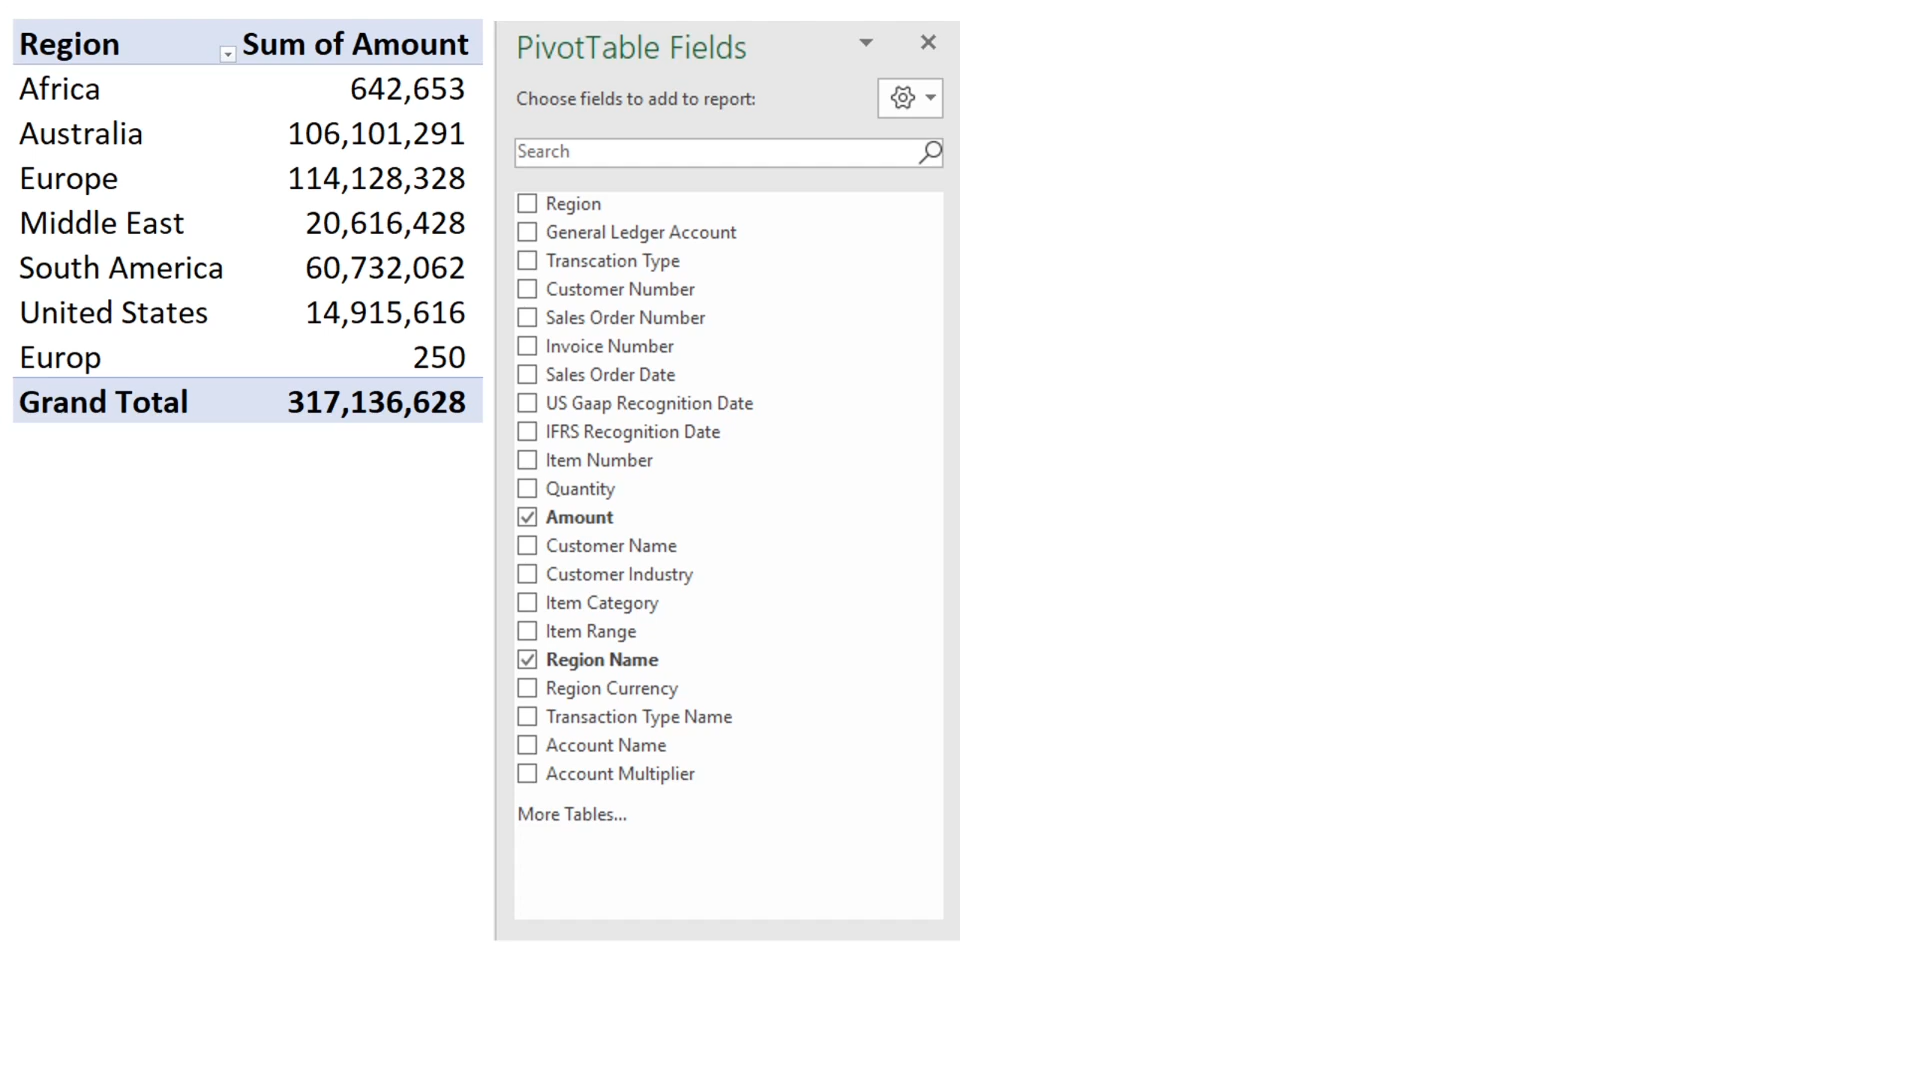 Region Sum of Amount
Africa 642,653
Australia 106,101,291
Europe 114,128,328
Middle East 20,616,428
South America 60,732,062
United States 14,915,616
Europ 250
Grand Total 317,136,628
PivotTable Fields
Choose fields to add to report:
Search
Region
General Ledger Account
Transcation Type
Customer Number
Sales Order Number
Invoice Number
Sales Order Date
US Gaap Recognition Date
IFRS Recognition Date
Item Number
Quantity
Amount
Customer Name
Customer Industry
Item Category
Item Range
Region Name
Region Currency
Transaction Type Name
Account Name
Account Multiplier
More Tables...